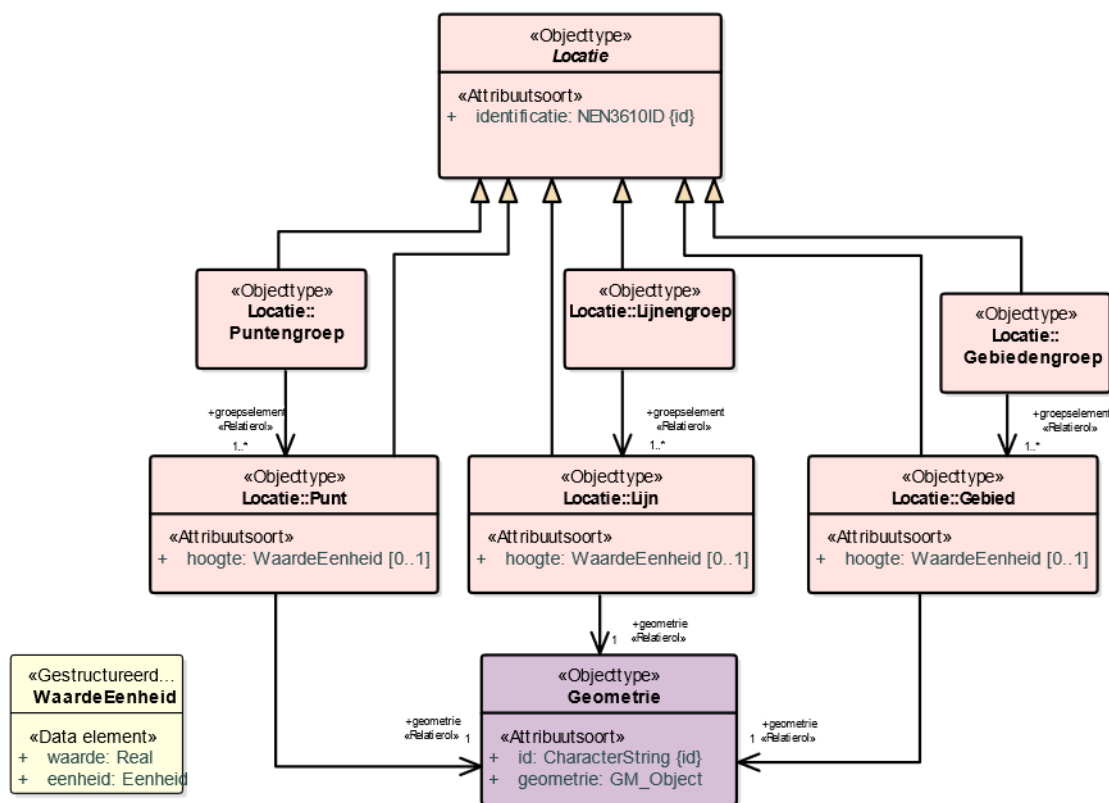 «Objecttype»
Locatie
«Attribuutsoort»
+ identificatie: NEN3610ID {id}
«Objecttype»
Locatie::
Puntengroep
«Objecttype»
Locatie::Lijnengroep
«Objecttype»
Locatie::
Gebiedengroep
+groepselement
«Relatierol»
1..*
+groepselement
«Relatierol»
1..*
+groepselement
«Relatierol»
1..*
«Objecttype»
Locatie::Punt
«Attribuutsoort»
+ hoogte: WaardeEenheid [0..1]
«Objecttype»
Locatie::Lijn
«Attribuutsoort»
+ hoogte: WaardeEenheid [0..1]
«Objecttype»
Locatie::Gebied
«Attribuutsoort»
+ hoogte: WaardeEenheid [0..1]
+geometrie
«Relatierol»
1
«Gestructureerd...
WaardeEenheid
«Data element»
+ waarde: Real
+ eenheid: Eenheid
+geometrie
«Relatierol»
1
«Objecttype»
Geometrie
«Attribuutsoort»
+ id: CharacterString {id}
+ geometrie: GM_Object
+geometrie
1 «Relatierol»